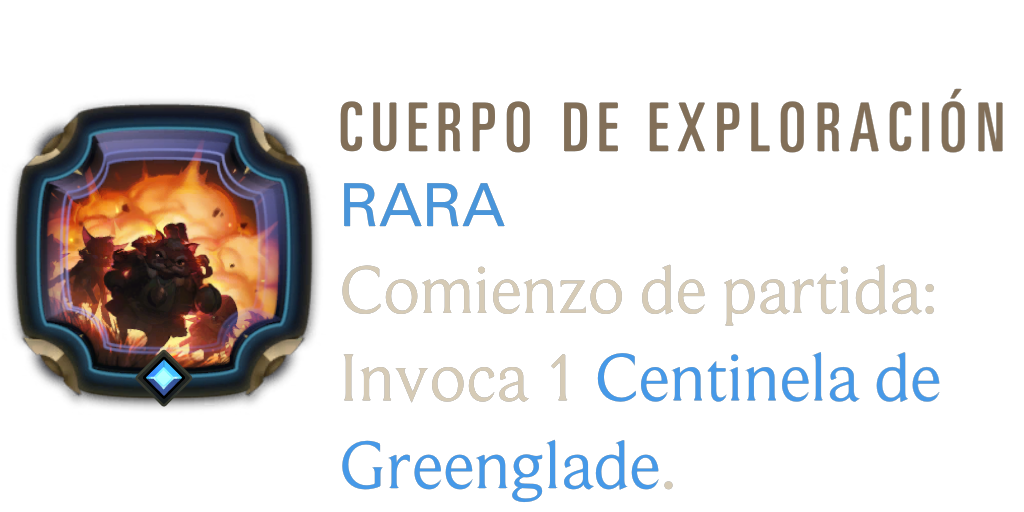 CUERPO DE EXPLORACIÓN
RARA
Comienzo de partida:
Invoca 1 Centinela de
Greenglade.